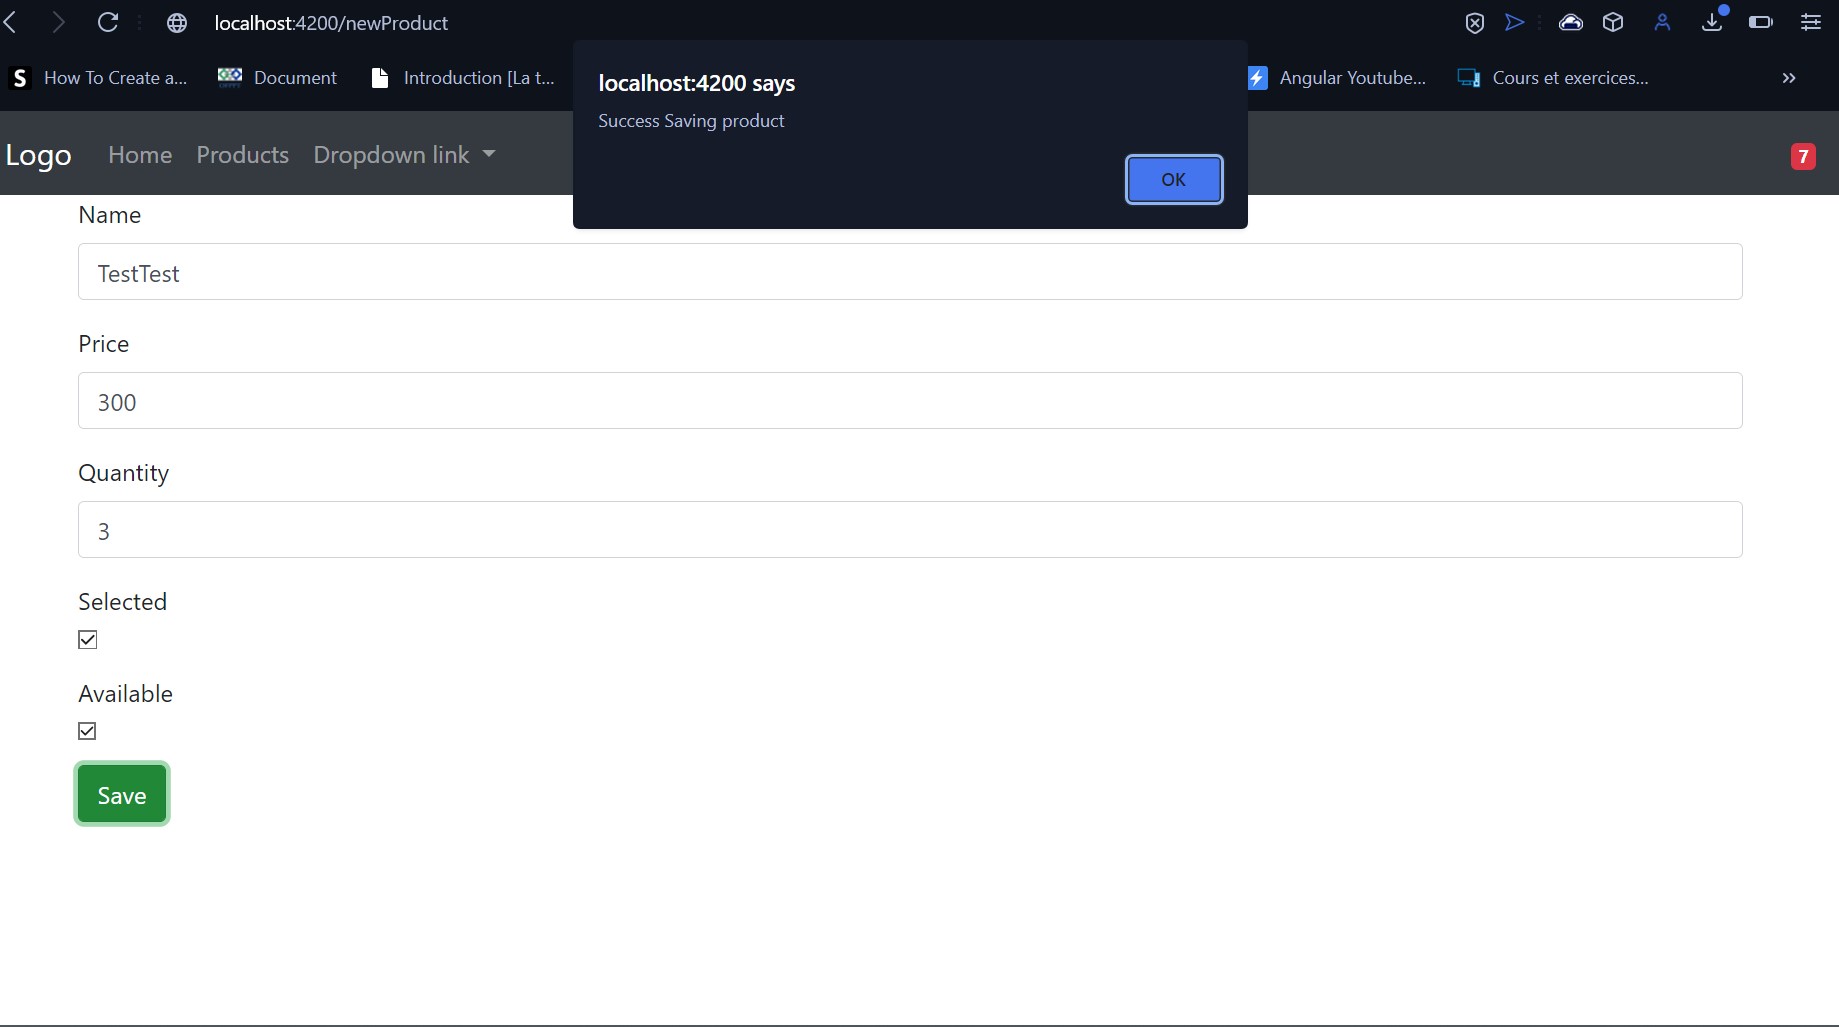 localhost:4200/newProduct
S How To Create a... Document Introduction [La t... Angular Youtube... Cours et exercices... »
localhost:4200 says
Success Saving product
OK
Logo Home Products Dropdown link 7
Name
TestTest
Price
300
Quantity
3
Selected
Available
Save